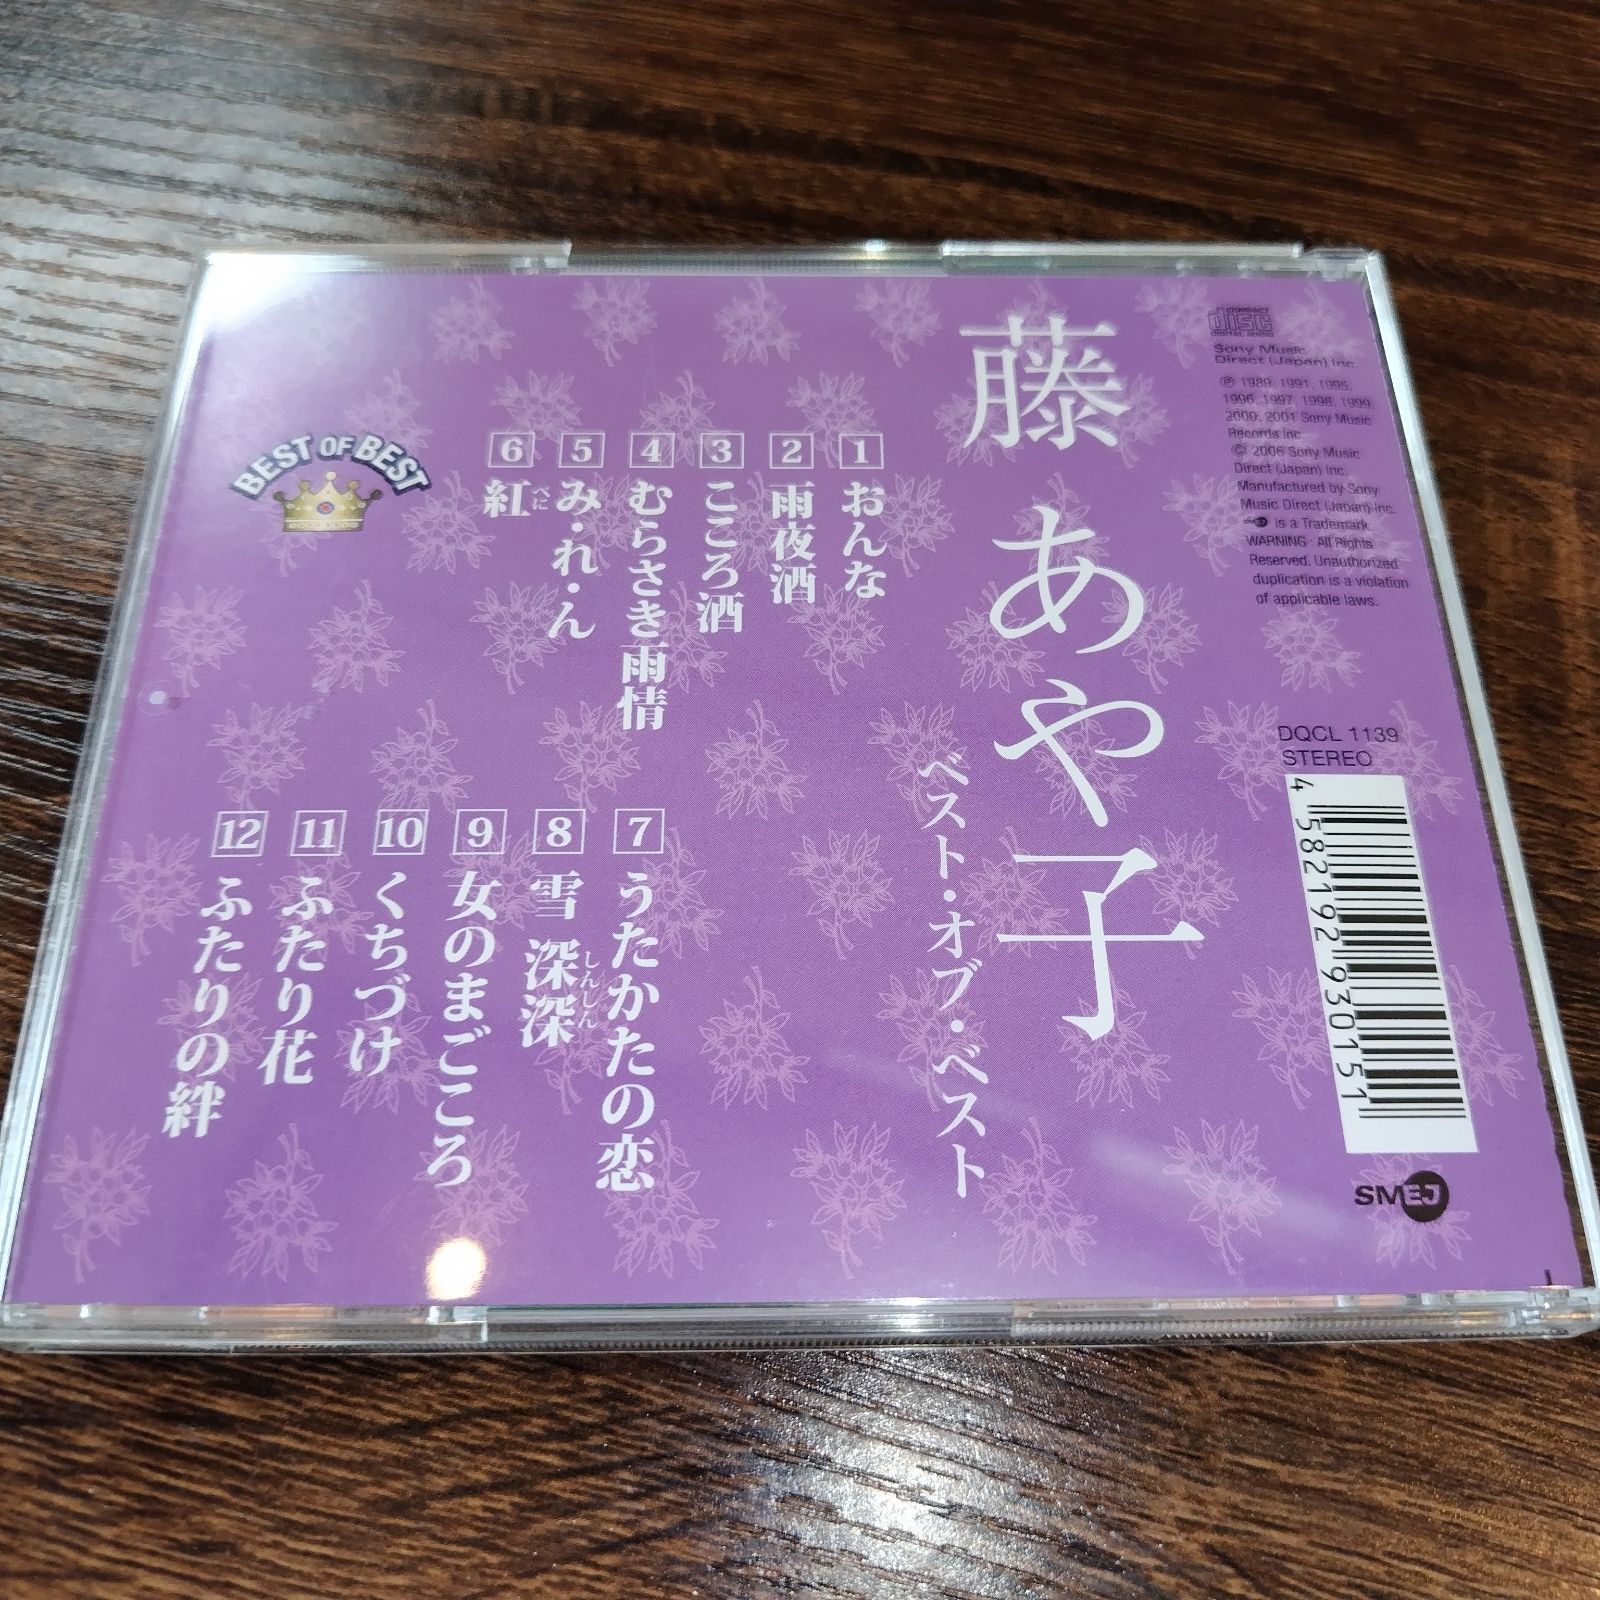 藤 あや子
ベスト・オブ・ベスト
1 おんな
2 雨夜酒
3 こころ酒
4 むらさき雨情
5 み・れ・ん
6 紅 べに
7 うたかたの恋
8 雪 深深 しんしん
9 女のまごころ
10 くちづけ
11 ふたり花
12 ふたりの絆
BEST OF BEST
COMPACT
disc
DIGITAL AUDIO
Sony Music
Direct (Japan) Inc.
Ⓟ 1989, 1991, 1995,
1996, 1997, 1998, 1999,
2000, 2001 Sony Music
Records Inc.
© 2006 Sony Music
Direct (Japan) Inc.
Manufactured by Sony
Music Direct (Japan) Inc.
is a Trademark.
WARNING: All Rights
Reserved. Unauthorized
duplication is a violation
of applicable laws.
DQCL 1139
STEREO
4 582192 930151
SMEJ